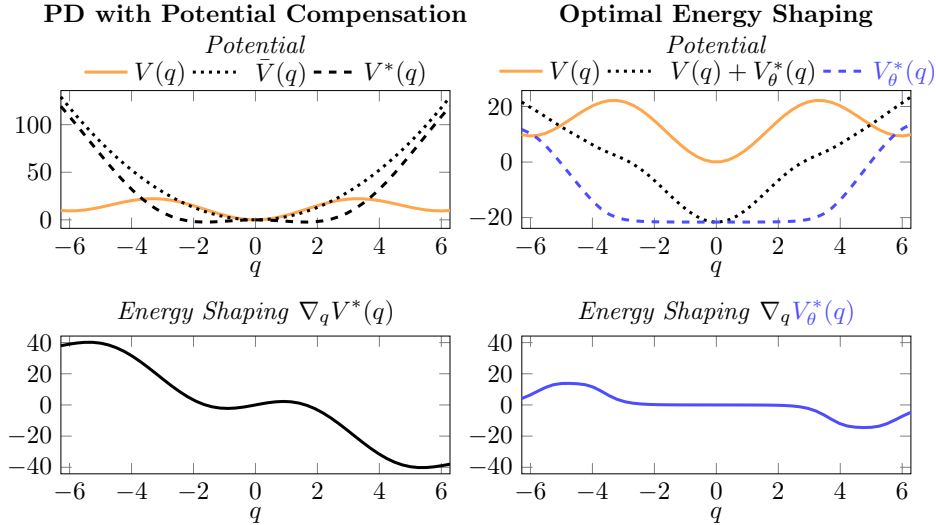 PD with Potential Compensation
Potential
V(q) V̄(q) V*(q)
100
50
0
−6 −4 −2 0 2 4 6
q
Energy Shaping ∇qV*(q)
40
20
0
−20
−40
−6 −4 −2 0 2 4 6
q
Optimal Energy Shaping
Potential
V(q) V(q) + V*θ(q) V*θ(q)
20
0
−20
−6 −4 −2 0 2 4 6
q
Energy Shaping ∇qV*θ(q)
40
20
0
−20
−40
−6 −4 −2 0 2 4 6
q